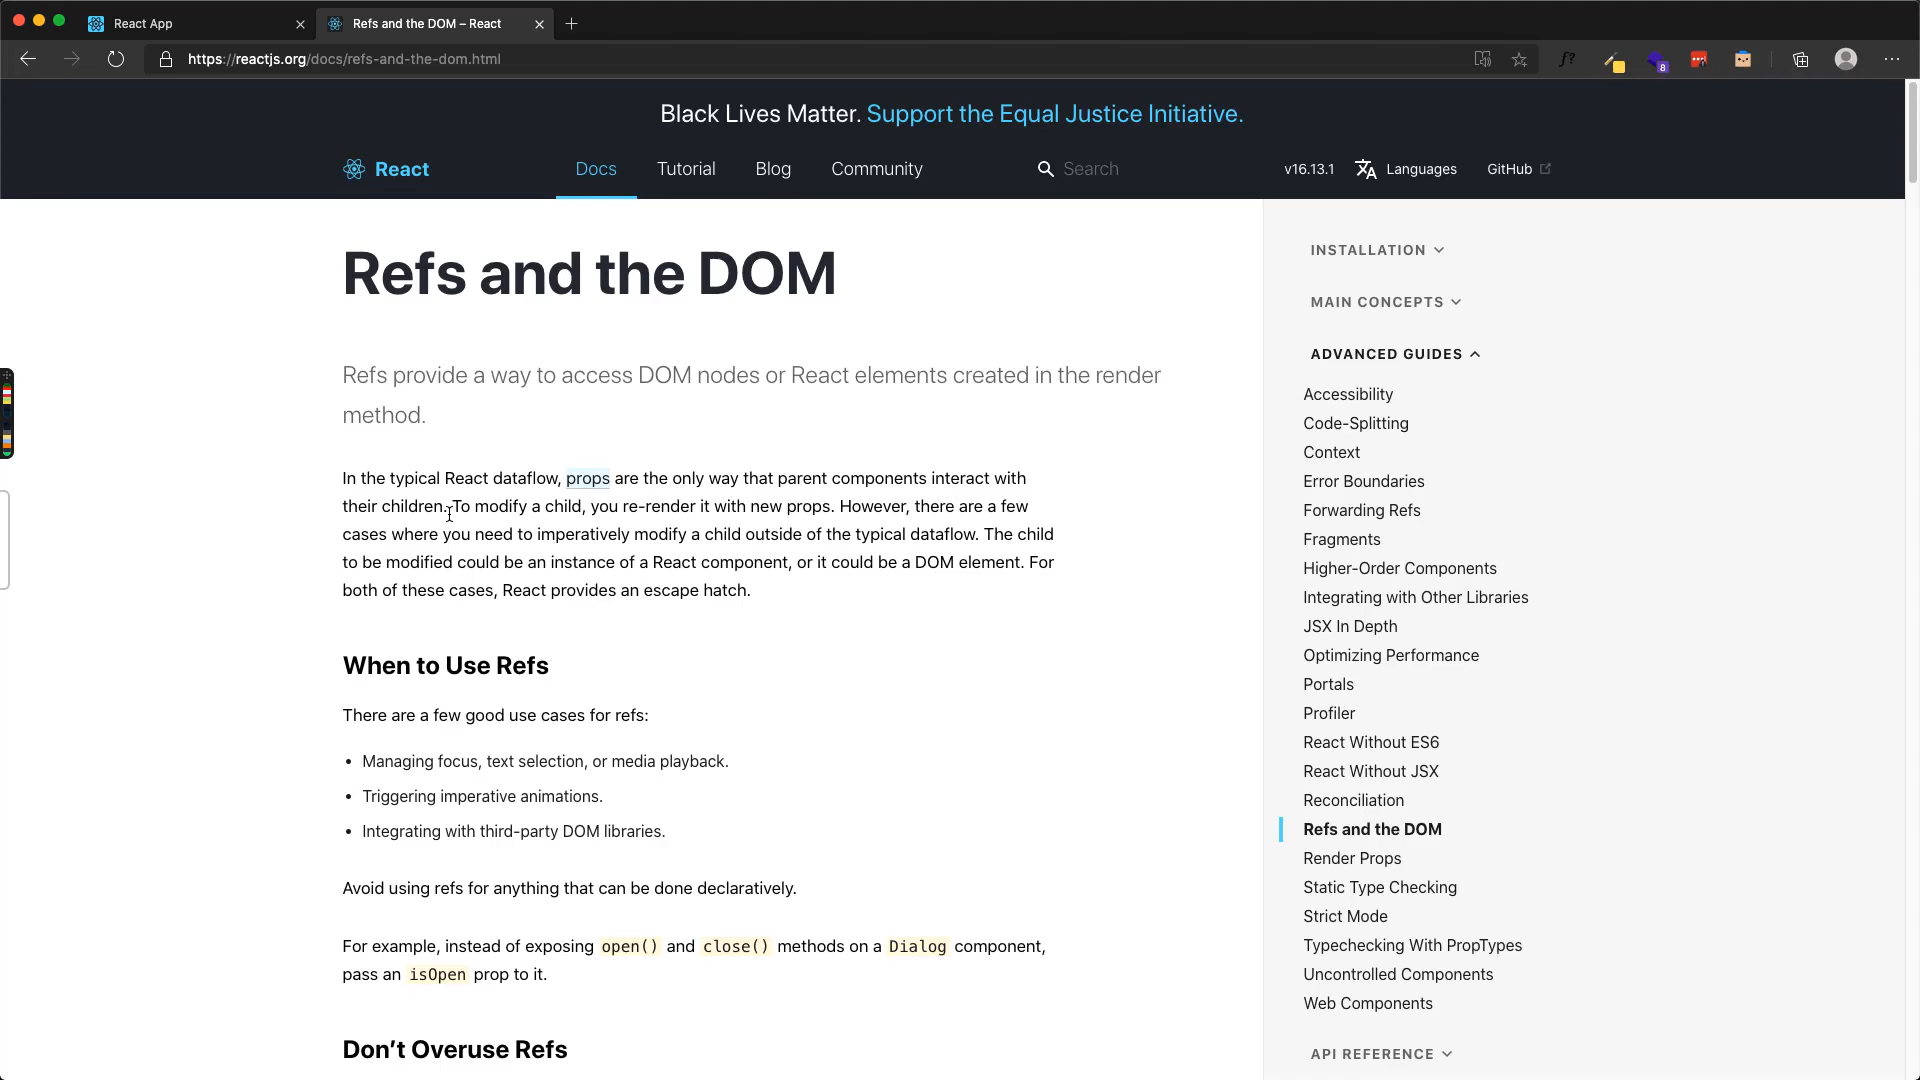 React App
Refs and the DOM – React
https://reactjs.org/docs/refs-and-the-dom.html
f?
8
Black Lives Matter. Support the Equal Justice Initiative.
React
Docs
Tutorial
Blog
Community
Search
v16.13.1
Languages
GitHub
Refs and the DOM
Refs provide a way to access DOM nodes or React elements created in the render
method.
In the typical React dataflow, props are the only way that parent components interact with
their children. To modify a child, you re-render it with new props. However, there are a few
cases where you need to imperatively modify a child outside of the typical dataflow. The child
to be modified could be an instance of a React component, or it could be a DOM element. For
both of these cases, React provides an escape hatch.
When to Use Refs
There are a few good use cases for refs:
• Managing focus, text selection, or media playback.
• Triggering imperative animations.
• Integrating with third-party DOM libraries.
Avoid using refs for anything that can be done declaratively.
For example, instead of exposing open() and close() methods on a Dialog component,
pass an isOpen prop to it.
Don’t Overuse Refs
INSTALLATION
MAIN CONCEPTS
ADVANCED GUIDES
Accessibility
Code-Splitting
Context
Error Boundaries
Forwarding Refs
Fragments
Higher-Order Components
Integrating with Other Libraries
JSX In Depth
Optimizing Performance
Portals
Profiler
React Without ES6
React Without JSX
Reconciliation
Refs and the DOM
Render Props
Static Type Checking
Strict Mode
Typechecking With PropTypes
Uncontrolled Components
Web Components
API REFERENCE